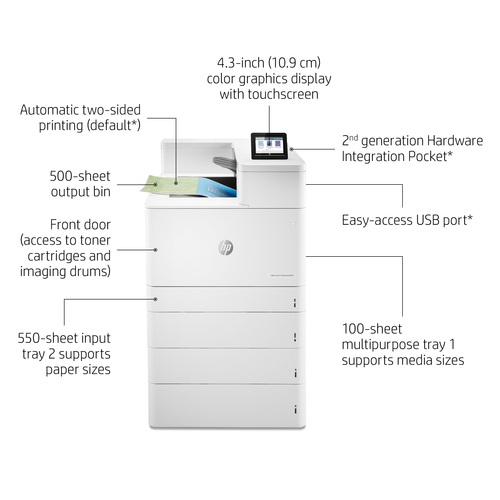 4.3-inch (10.9 cm)
color graphics display
with touchscreen
Automatic two-sided
printing (default*)
2nd generation Hardware
Integration Pocket*
500-sheet
output bin
Easy-access USB port*
Front door
(access to toner
cartridges and
imaging drums)
hp
550-sheet input
tray 2 supports
paper sizes
100-sheet
multipurpose tray 1
supports media sizes